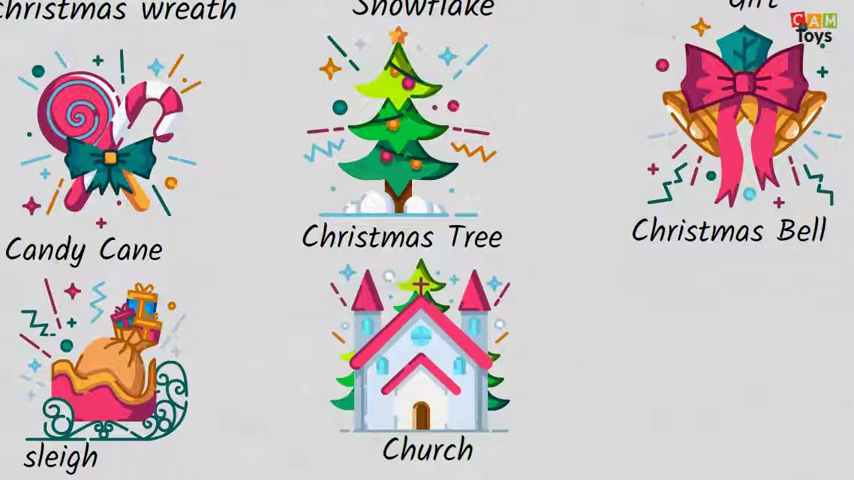 Christmas wreath
Snowflake
Gift
CAM
Toys
Candy Cane
Christmas Tree
Christmas Bell
sleigh
Church